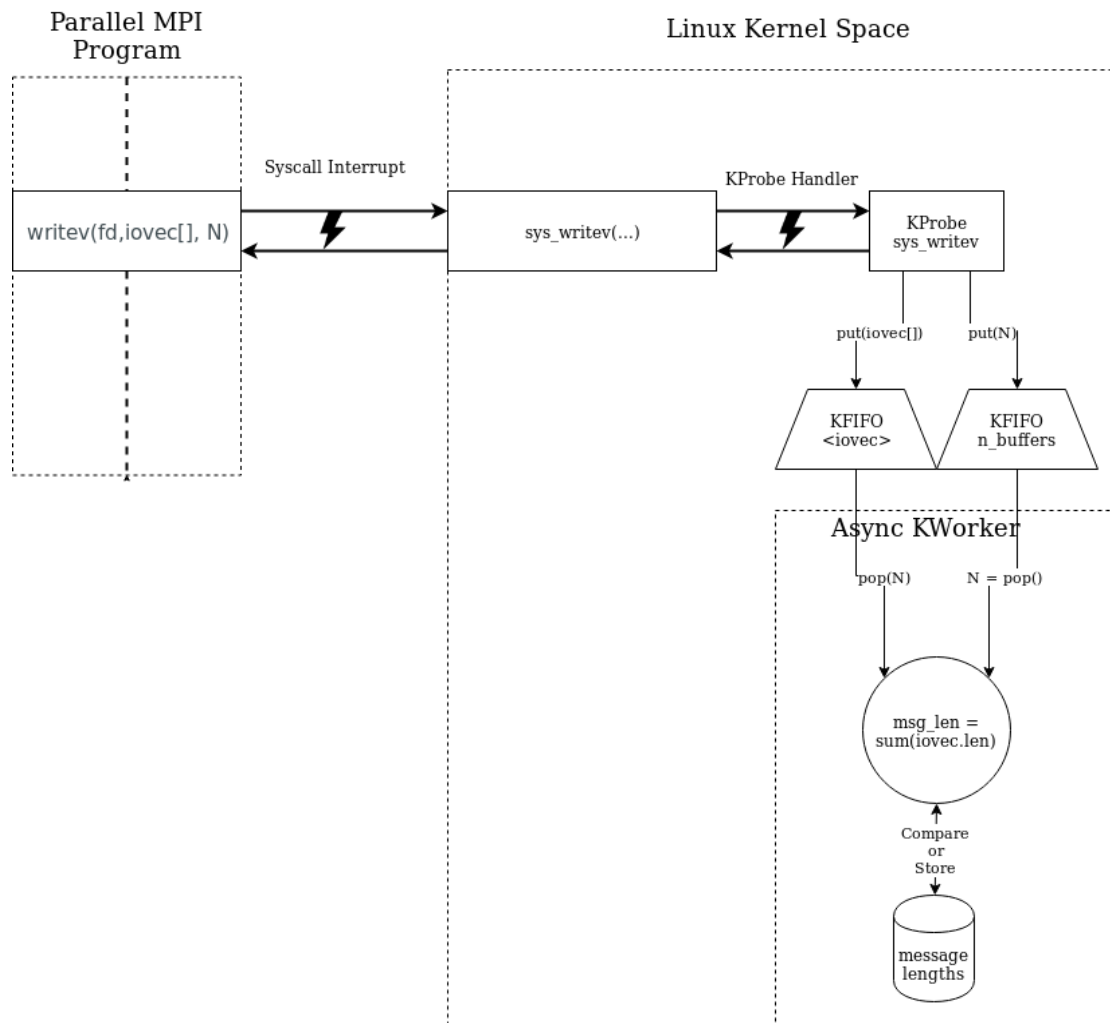 Parallel MPI
Program
Linux Kernel Space
Syscall Interrupt
KProbe Handler
writev(fd,iovec[], N)
sys_writev(...)
KProbe
sys_writev
put(iovec[])
put(N)
KFIFO
<iovec>
KFIFO
n_buffers
Async KWorker
pop(N)
N = pop()
msg_len =
sum(iovec.len)
Compare
or
Store
message
lengths